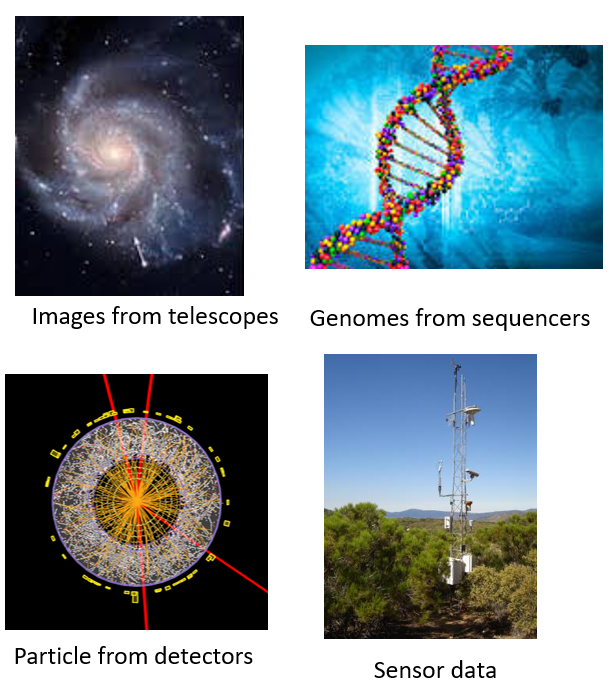 Images from telescopes
Genomes from sequencers
Particle from detectors
Sensor data